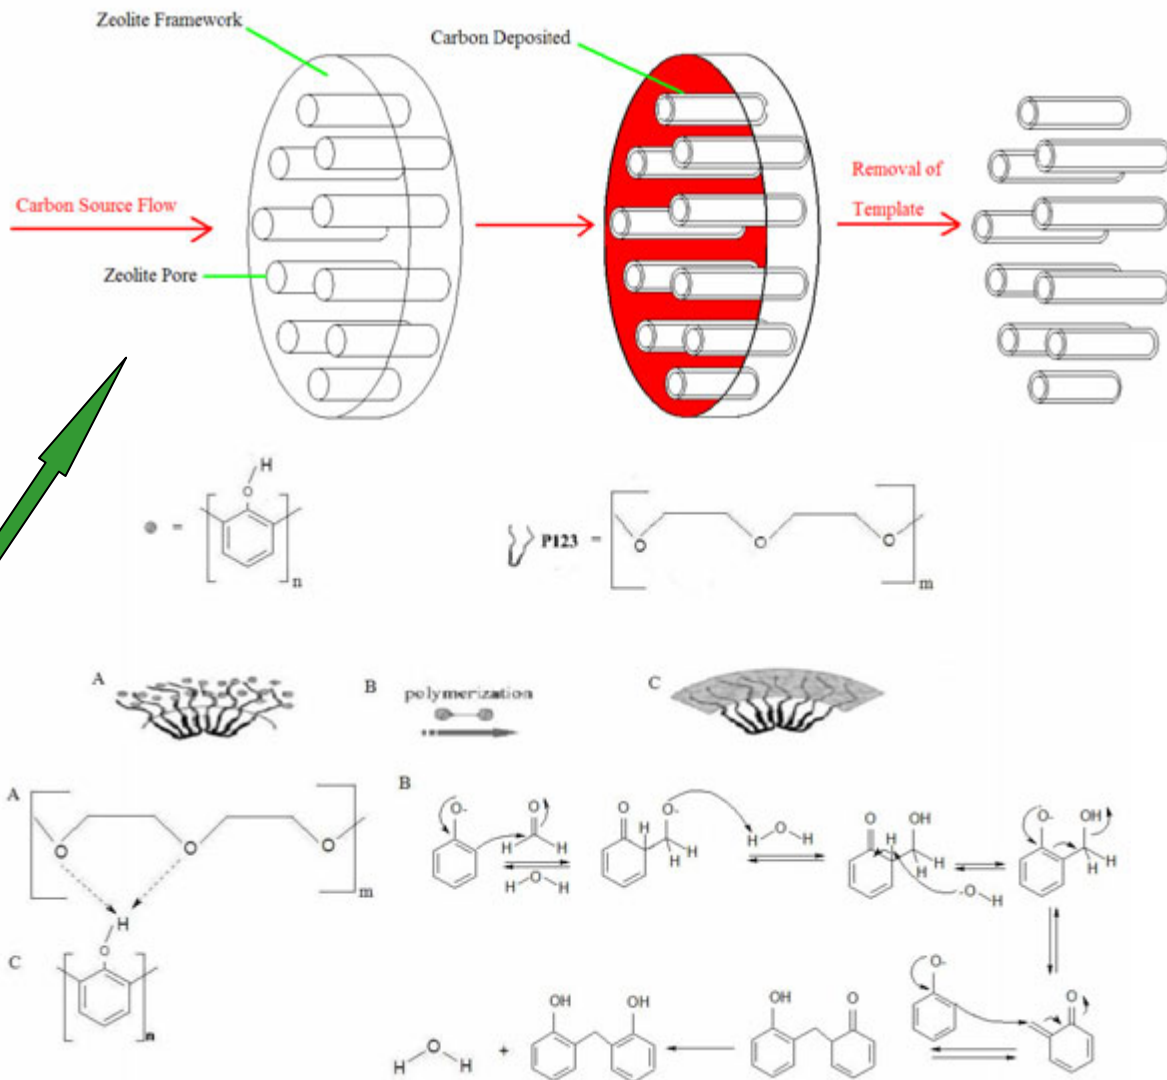 Zeolite Framework
Carbon Deposited
Carbon Source Flow
Removal of
Template
Zeolite Pore
H
O
=
n
P123 =
O
O
O
m
A
B
polymerization
C
A
O
O
O
m
H
O
C
n
B
O-
O
H
H
H O H
O
O-
H
H
H
H O H
O
OH
H
H
H
-O H
O-
OH
H
H
O-
O
OH
O
OH
OH
+
H O H